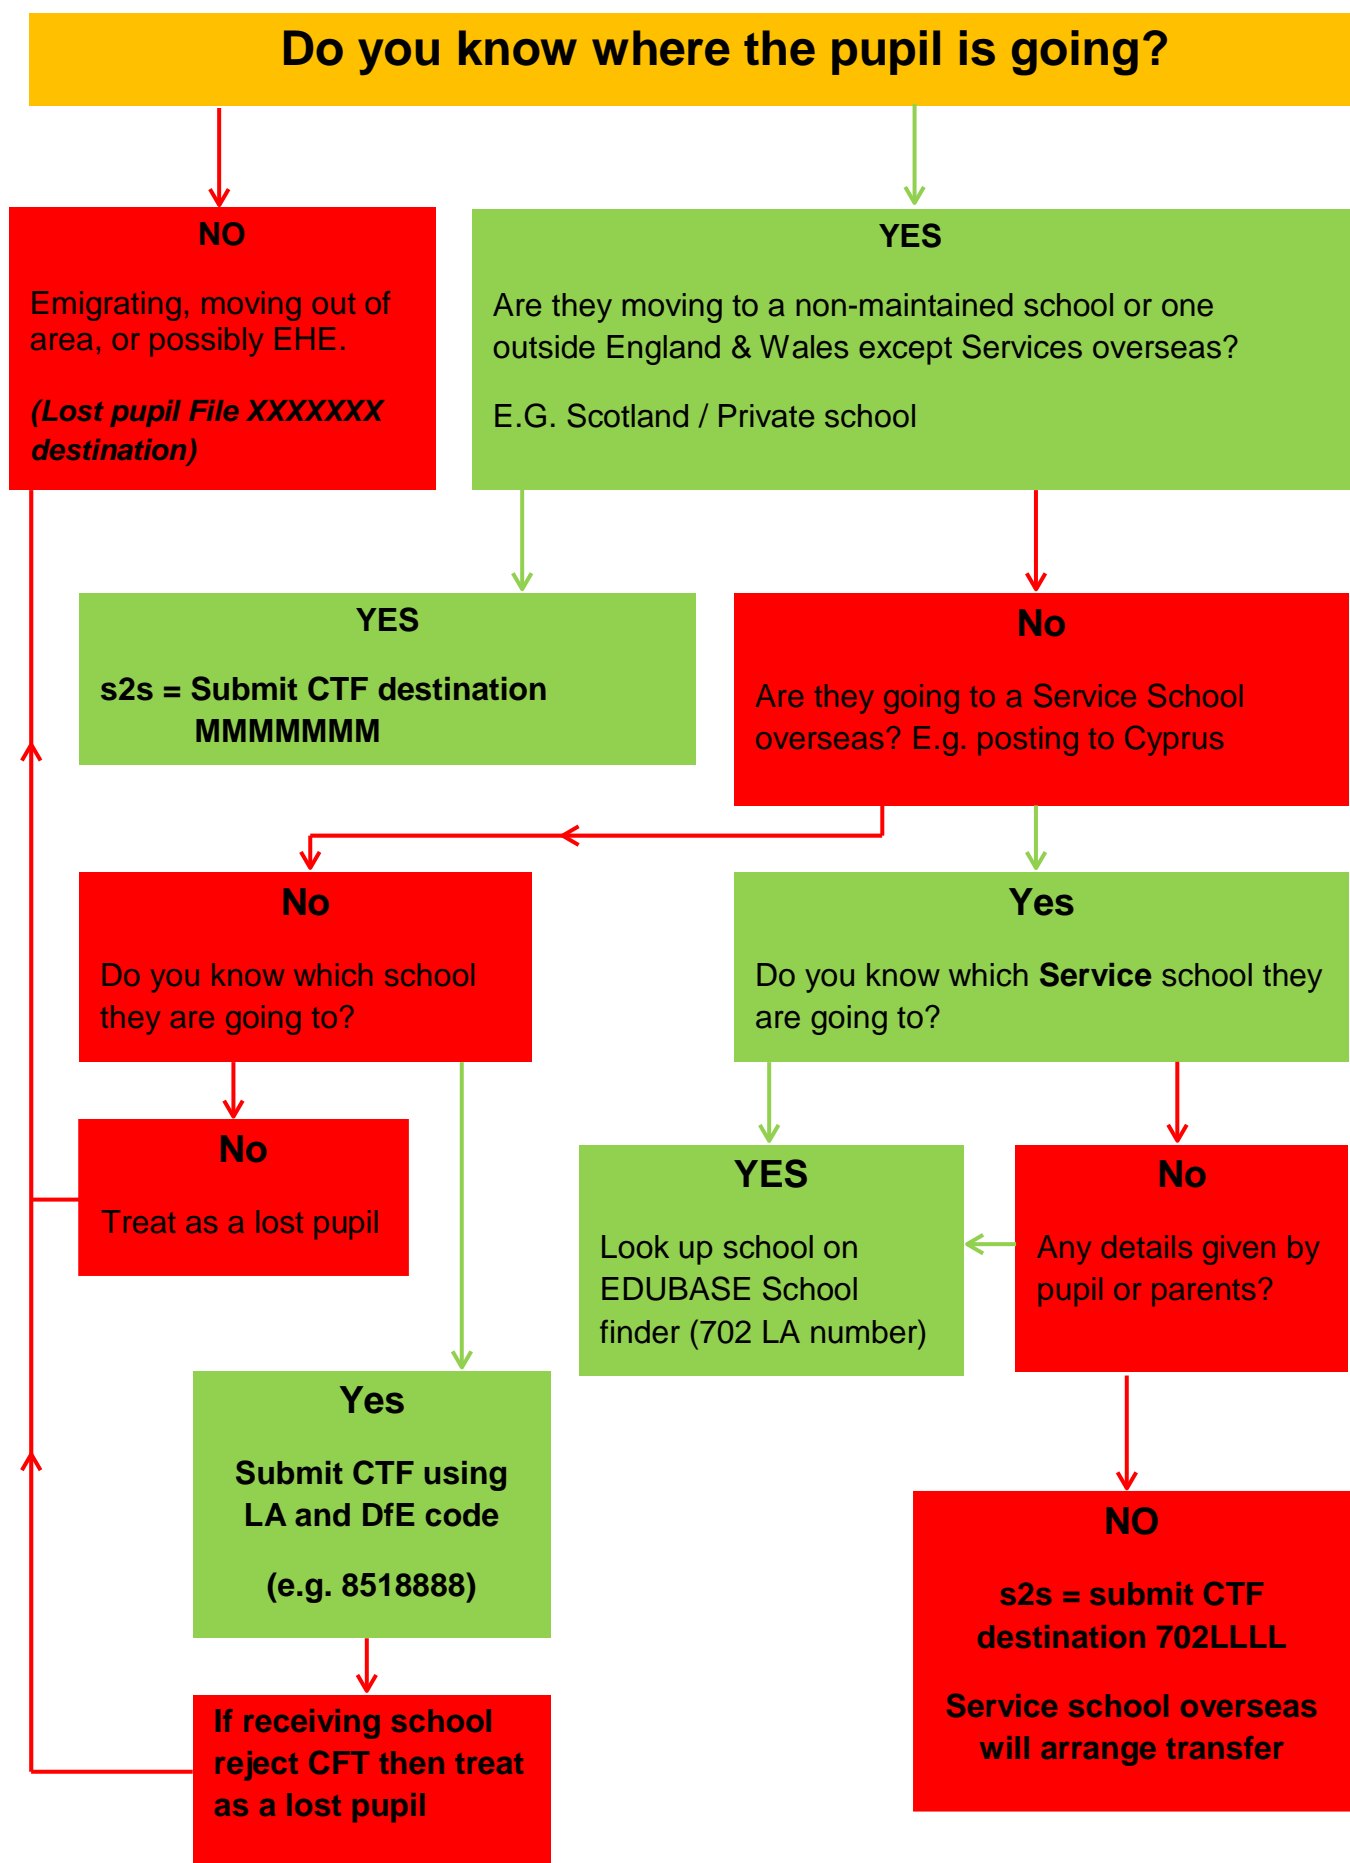 Do you know where the pupil is going?
NO
Emigrating, moving out of
area, or possibly EHE.
(Lost pupil File XXXXXXX
destination)
YES
Are they moving to a non-maintained school or one
outside England & Wales except Services overseas?
E.G. Scotland / Private school
YES
s2s = Submit CTF destination
MMMMMMM
No
Are they going to a Service School
overseas? E.g. posting to Cyprus
No
Do you know which school
they are going to?
Yes
Do you know which Service school they
are going to?
No
Treat as a lost pupil
YES
Look up school on
EDUBASE School
finder (702 LA number)
No
Any details given by
pupil or parents?
Yes
Submit CTF using
LA and DfE code
(e.g. 8518888)
NO
s2s = submit CTF
destination 702LLLL
Service school overseas
will arrange transfer
If receiving school
reject CFT then treat
as a lost pupil